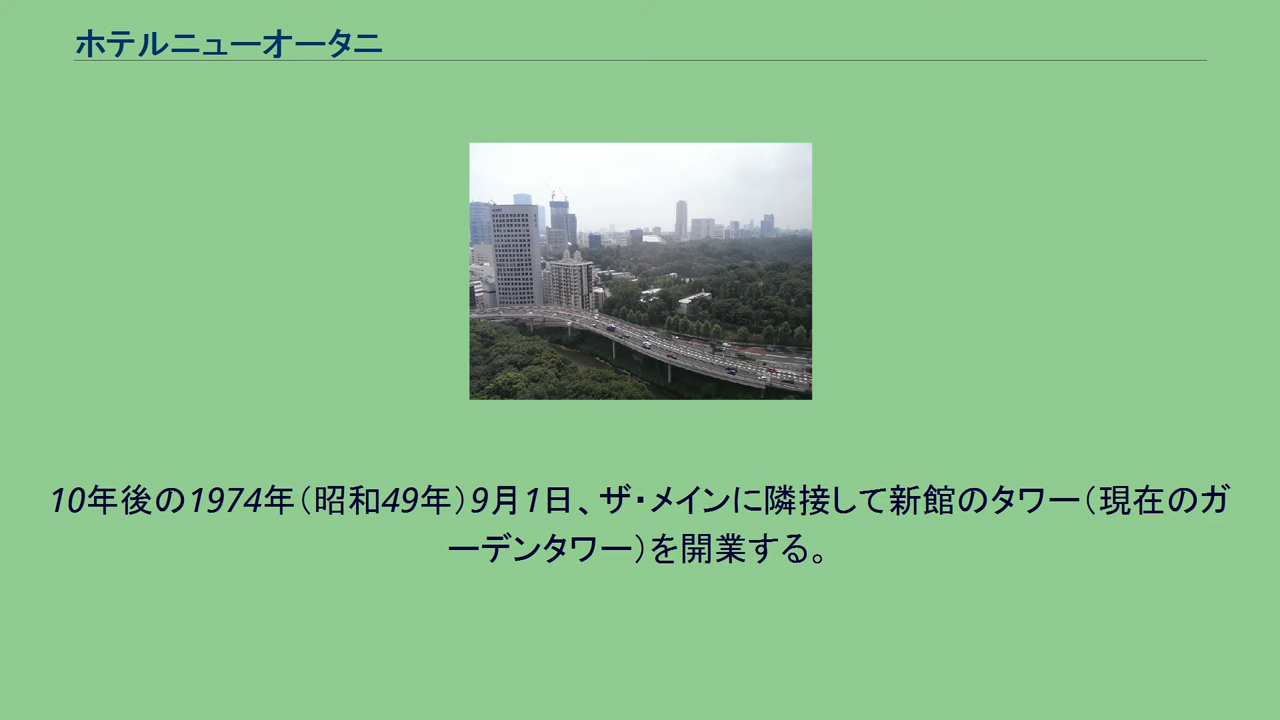 ホテルニューオータニ
10年後の1974年（昭和49年）9月1日、ザ・メインに隣接して新館のタワー（現在のガ
ーデンタワー）を開業する。